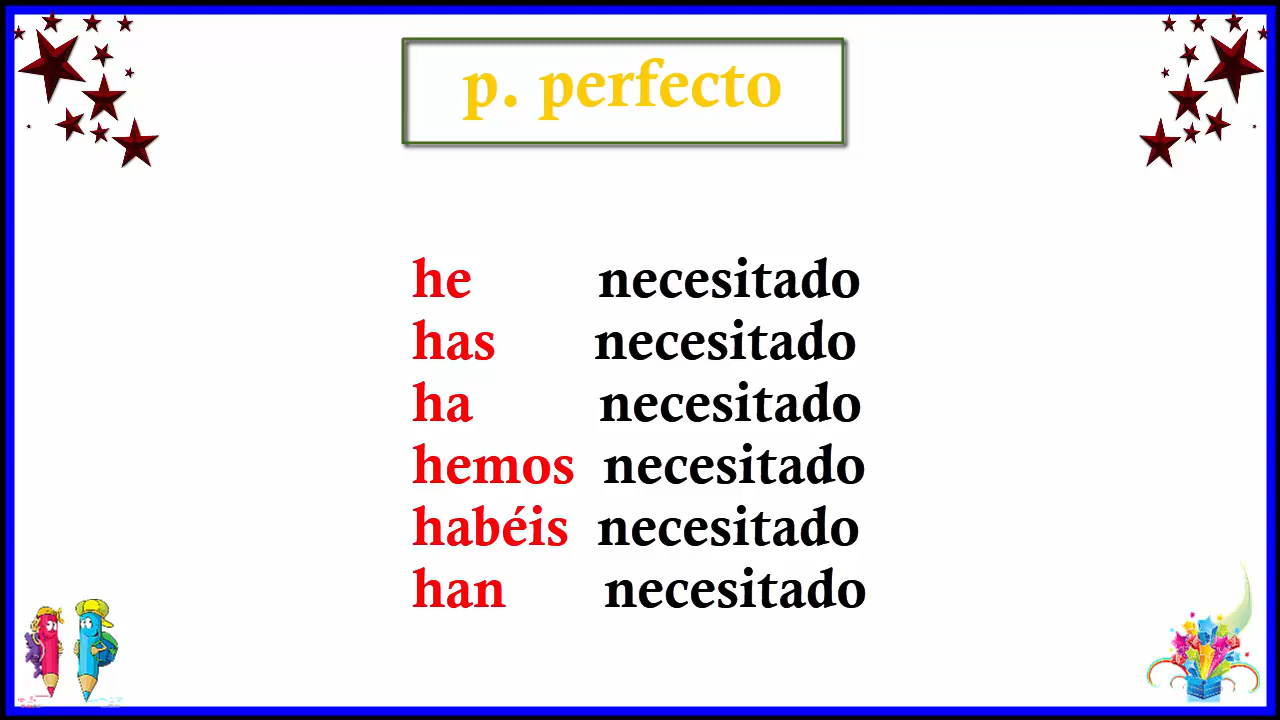 p. perfecto
he necesitado
has necesitado
ha necesitado
hemos necesitado
habéis necesitado
han necesitado